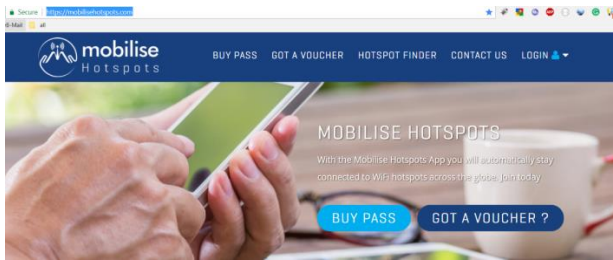 Secure https://mobilisehotspots.com
all
mobilise
Hotspots
BUY PASS GOT A VOUCHER HOTSPOT FINDER CONTACT US LOGIN
MOBILISE HOTSPOTS
With the Mobilise Hotspots App you will automatically stay
connected to WiFi hotspots across the globe. Join today.
BUY PASS GOT A VOUCHER ?